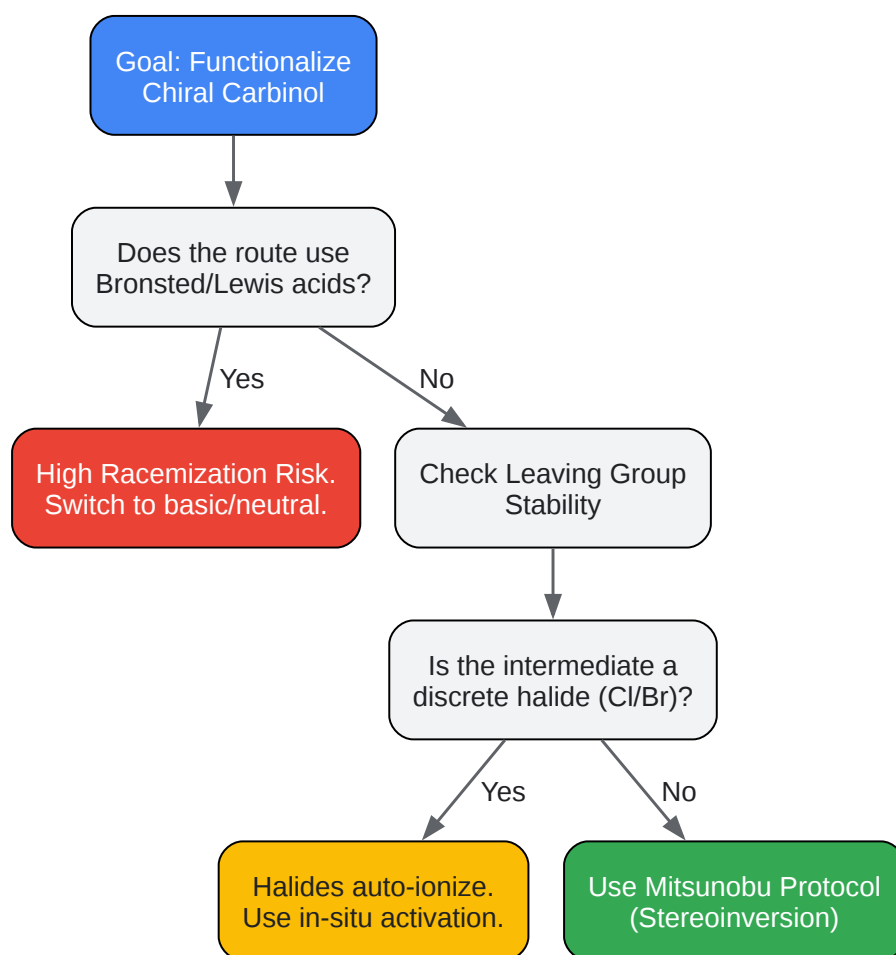 Goal: Functionalize
Chiral Carbinol
Does the route use
Bronsted/Lewis acids?
Yes
No
High Racemization Risk.
Switch to basic/neutral.
Check Leaving Group
Stability
Is the intermediate a
discrete halide (Cl/Br)?
Yes
No
Halides auto-ionize.
Use in-situ activation.
Use Mitsunobu Protocol
(Stereoinversion)